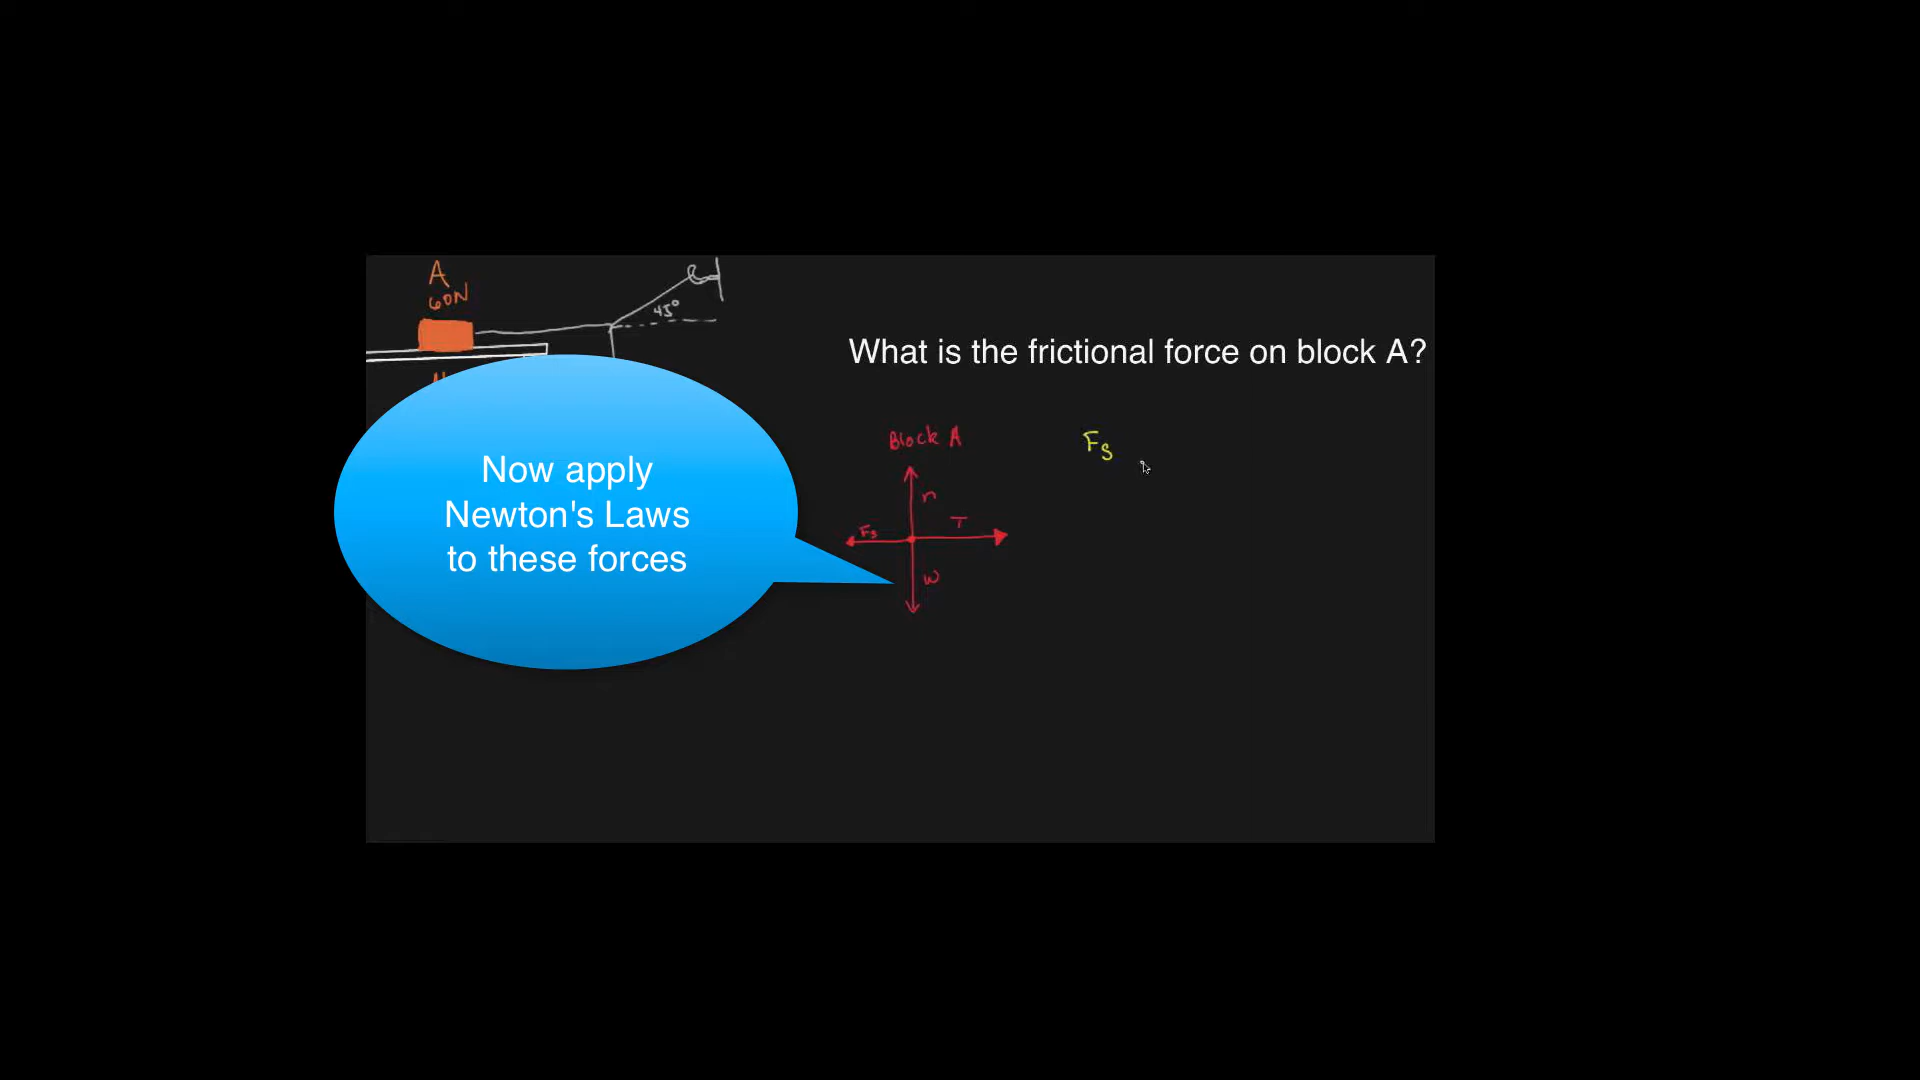 A
60N
45°
What is the frictional force on block A?
Now apply
Newton's Laws
to these forces
Block A
n
Fs
T
w
Fs